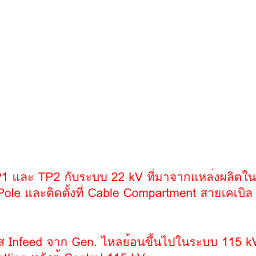 P1 และ TP2 กับระบบ 22 kV ที่มาจากแหล่งผลิตใน
Pole และติดตั้งที่ Cable Compartment สายเคเบิล
ส Infeed จาก Gen. ไหลย้อนขึ้นไปในระบบ 115 kV
115 kV